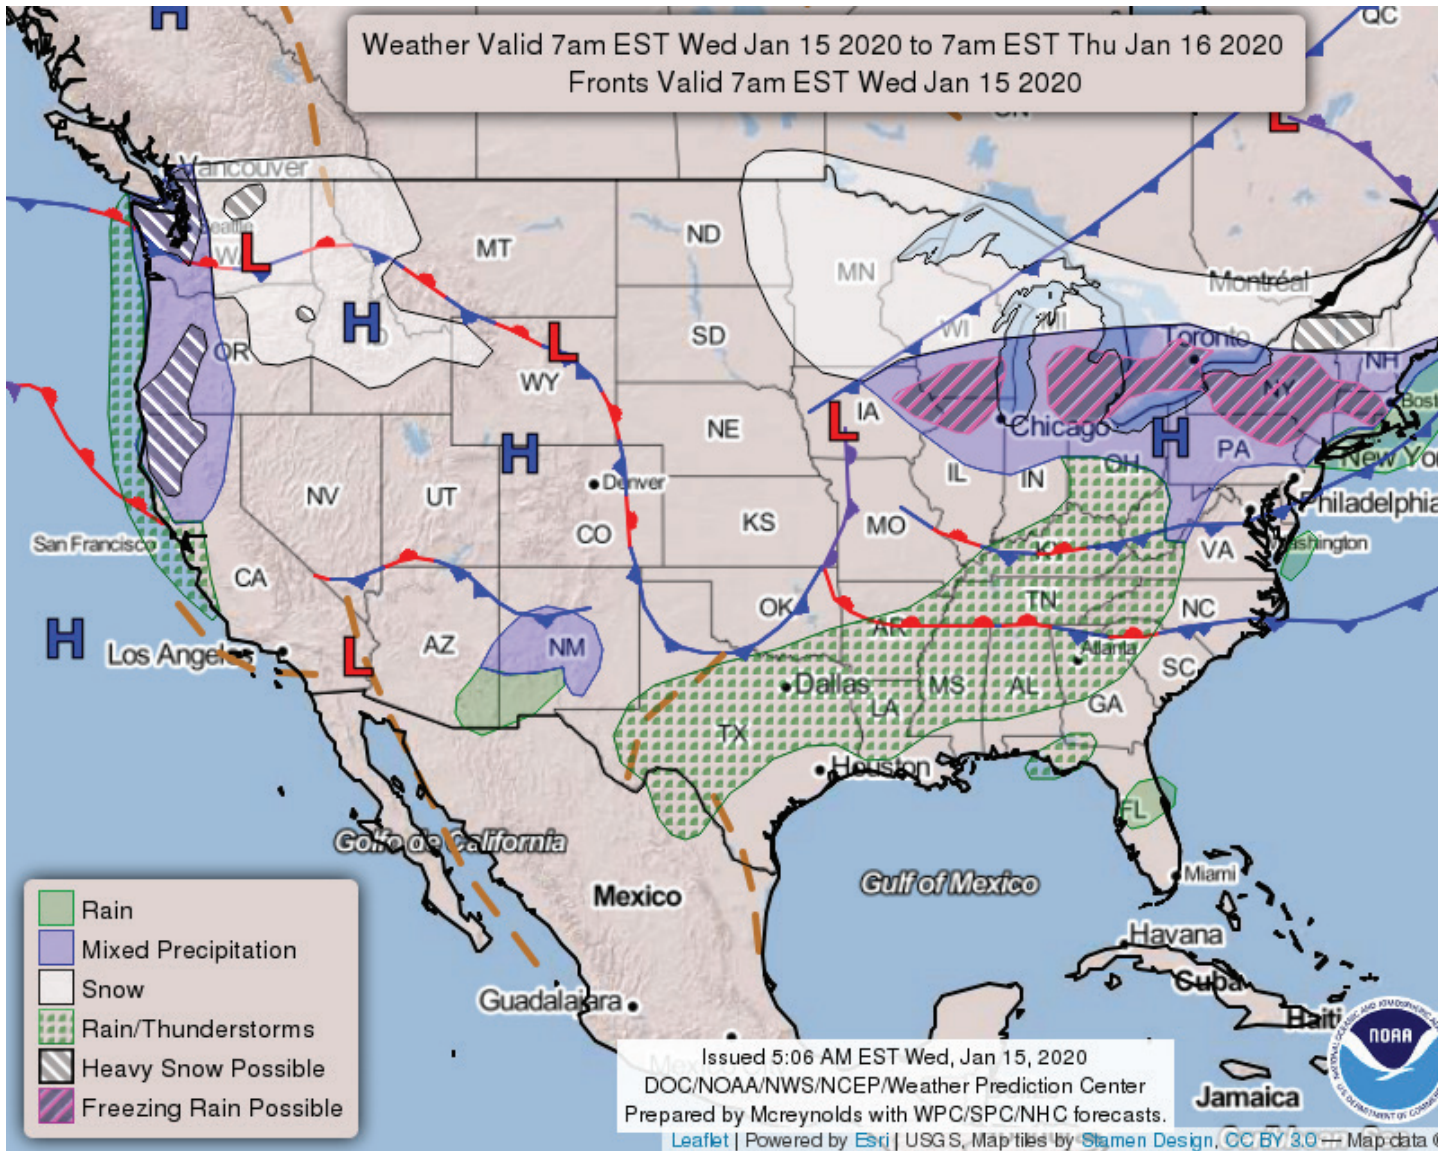 QC
Weather Valid 7am EST Wed Jan 15 2020 to 7am EST Thu Jan 16 2020
Fronts Valid 7am EST Wed Jan 15 2020
H
L
Vancouver
Seattle
L
MT
ND
MN
Montréal
H
OR
L
WY
SD
WI
MI
Toronto
NH
NY
Boston
IA
L
Chicago
H
PA
OH
New Yo
H
NE
IL
IN
NV
UT
Denver
Philadelphia
CO
KS
MO
KY
VA
Washington
San Francisco
CA
OK
TN
NC
H
Los Angeles
L
AZ
NM
AR
Atlanta
SC
Dallas
MS
AL
LA
GA
TX
Houston
FL
Golfo de California
Mexico
Gulf of Mexico
Miami
Havana
Cuba
Guadalajara
Haiti
Mexico City
Jamaica
Rain
Mixed Precipitation
Snow
Rain/Thunderstorms
Heavy Snow Possible
Freezing Rain Possible
NOAA
Issued 5:06 AM EST Wed, Jan 15, 2020
DOC/NOAA/NWS/NCEP/Weather Prediction Center
Prepared by Mcreynolds with WPC/SPC/NHC forecasts.
Leaflet | Powered by Esri | USGS, Map tiles by Stamen Design, CC BY 3.0 — Map data ©